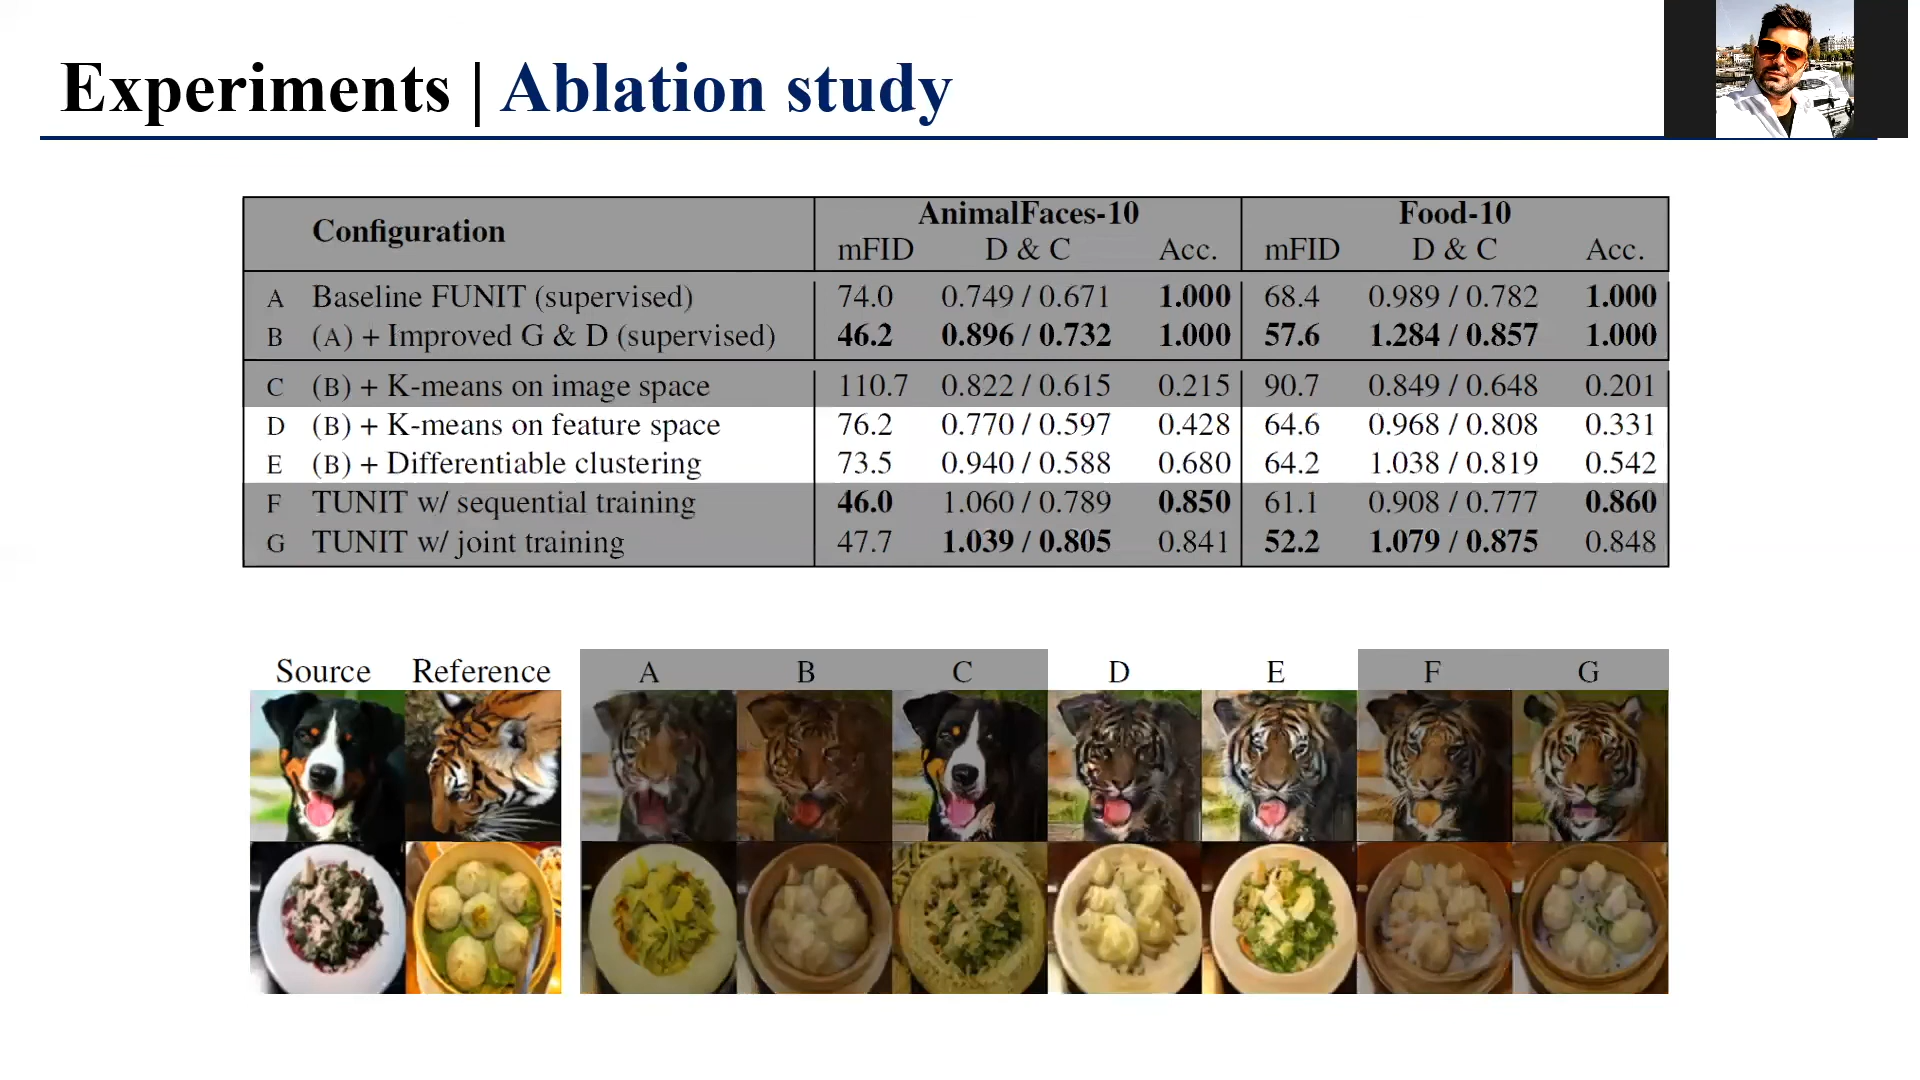 Experiments | Ablation study
Configuration
AnimalFaces-10 Food-10
mFID D & C Acc. mFID D & C Acc.
A Baseline FUNIT (supervised) 74.0 0.749 / 0.671 1.000 68.4 0.989 / 0.782 1.000
B (A) + Improved G & D (supervised) 46.2 0.896 / 0.732 1.000 57.6 1.284 / 0.857 1.000
C (B) + K-means on image space 110.7 0.822 / 0.615 0.215 90.7 0.849 / 0.648 0.201
D (B) + K-means on feature space 76.2 0.770 / 0.597 0.428 64.6 0.968 / 0.808 0.331
E (B) + Differentiable clustering 73.5 0.940 / 0.588 0.680 64.2 1.038 / 0.819 0.542
F TUNIT w/ sequential training 46.0 1.060 / 0.789 0.850 61.1 0.908 / 0.777 0.860
G TUNIT w/ joint training 47.7 1.039 / 0.805 0.841 52.2 1.079 / 0.875 0.848
Source Reference A B C D E F G